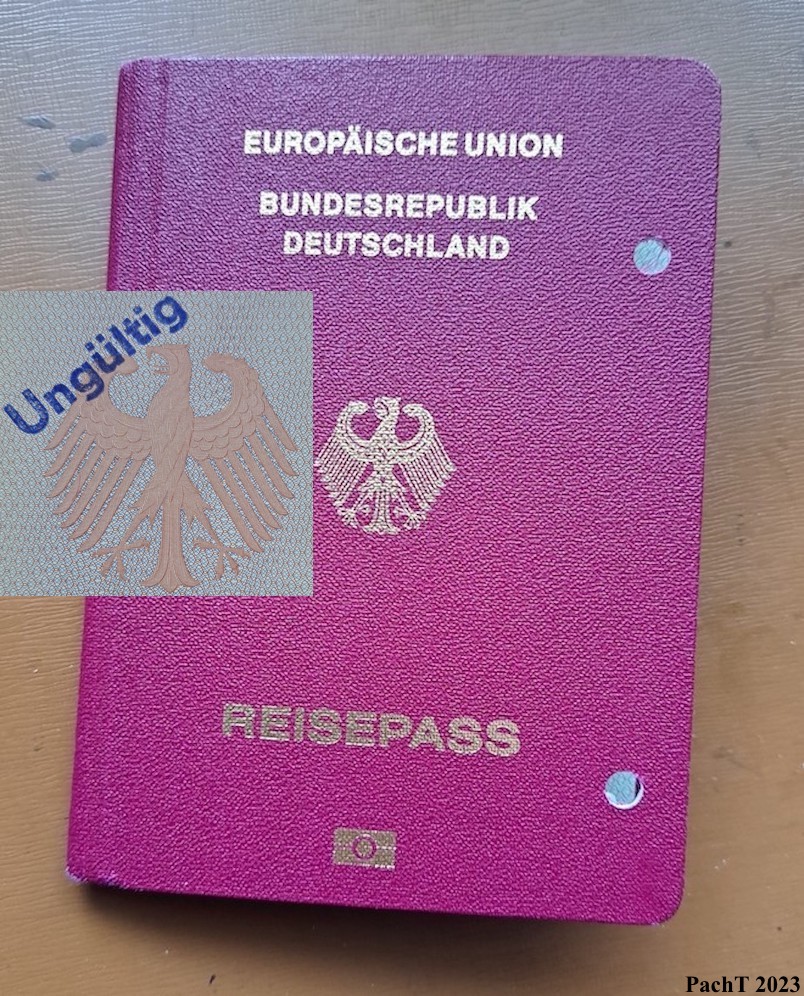 EUROPÄISCHE UNION
BUNDESREPUBLIK
DEUTSCHLAND
Ungültig
REISEPASS
PachT 2023